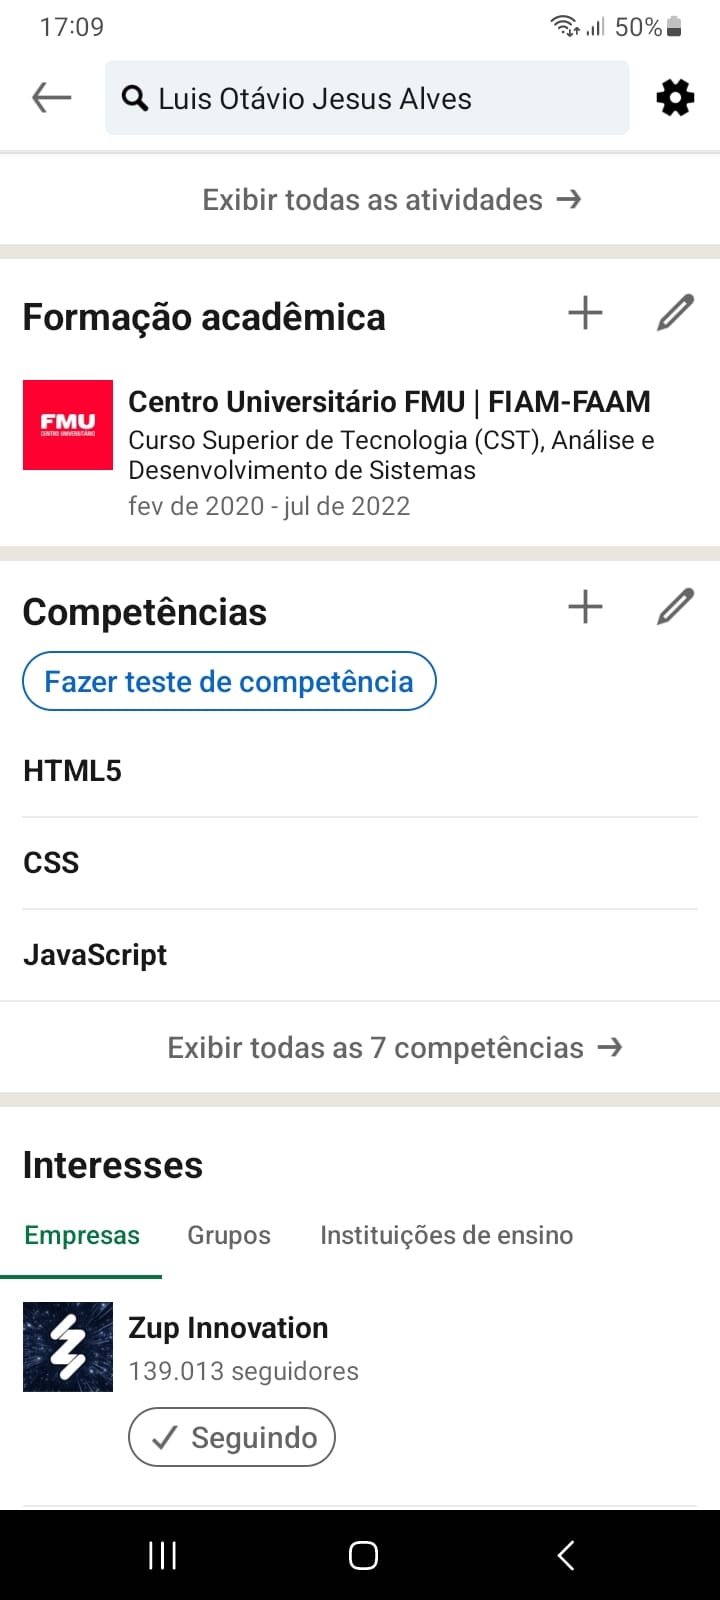 17:09
50%
Luis Otávio Jesus Alves
Exibir todas as atividades →
Formação acadêmica
FMU
CENTRO UNIVERSITÁRIO
Centro Universitário FMU | FIAM-FAAM
Curso Superior de Tecnologia (CST), Análise e
Desenvolvimento de Sistemas
fev de 2020 - jul de 2022
Competências
Fazer teste de competência
HTML5
CSS
JavaScript
Exibir todas as 7 competências →
Interesses
Empresas Grupos Instituições de ensino
Zup Innovation
139.013 seguidores
✓ Seguindo